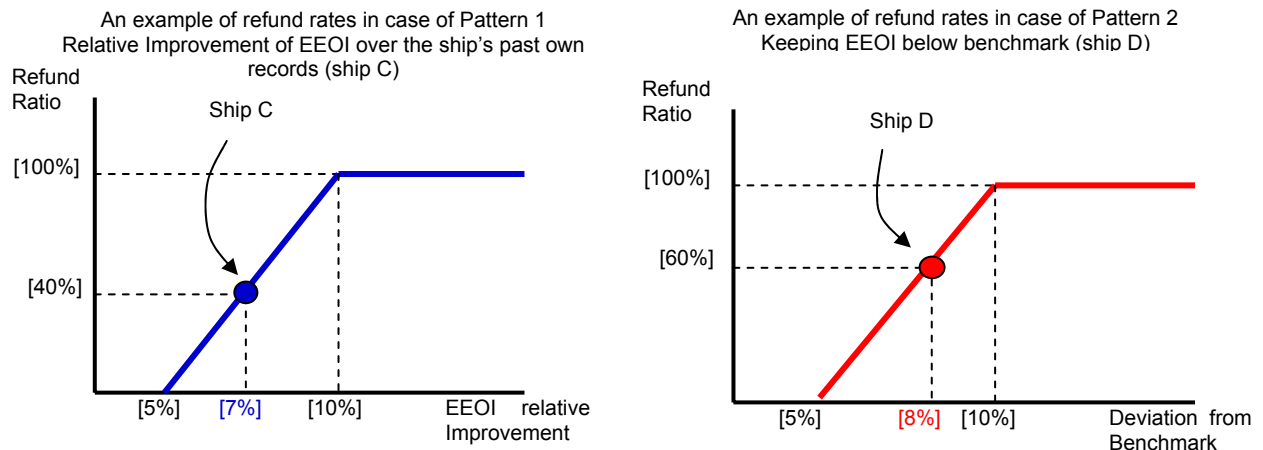 An example of refund rates in case of Pattern 1
Relative Improvement of EEOI over the ship's past own
records (ship C)
Refund
Ratio
Ship C
[100%]
[40%]
[5%]
[7%]
[10%]
EEOI relative
Improvement
An example of refund rates in case of Pattern 2
Keeping EEOI below benchmark (ship D)
Refund
Ratio
Ship D
[100%]
[60%]
[5%]
[8%]
[10%]
Deviation from
Benchmark